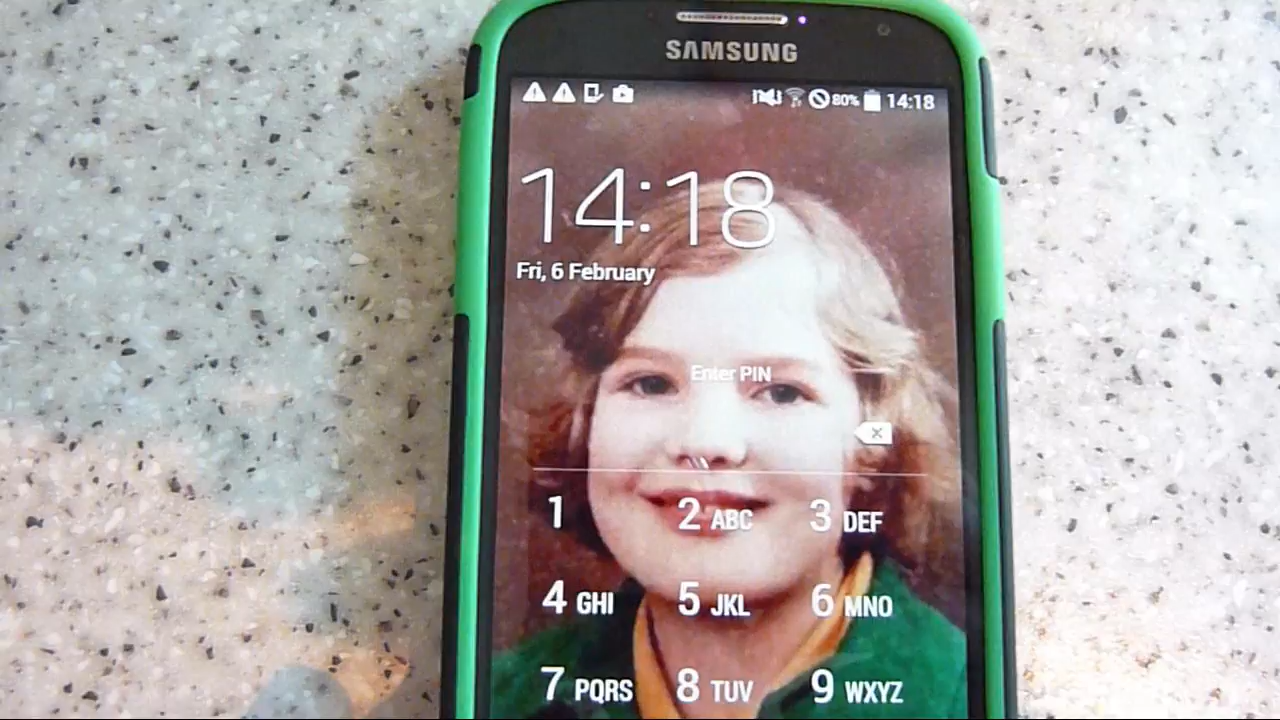 SAMSUNG
80% 14:18
14:18
Fri, 6 February
Enter PIN
1 2 ABC 3 DEF
4 GHI 5 JKL 6 MNO
7 PQRS 8 TUV 9 WXYZ